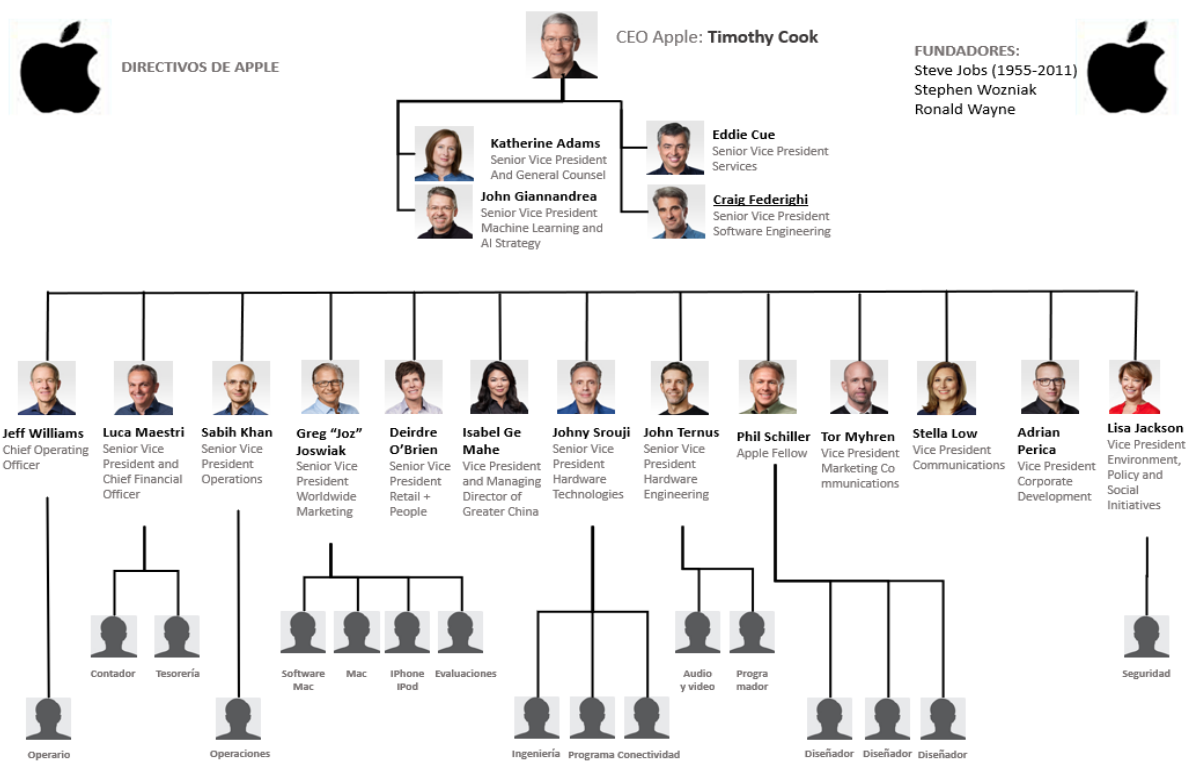 CEO Apple: Timothy Cook
DIRECTIVOS DE APPLE
FUNDADORES:
Steve Jobs (1955-2011)
Stephen Wozniak
Ronald Wayne
Katherine Adams
Senior Vice President
And General Counsel
John Giannandrea
Senior Vice President
Machine Learning and
AI Strategy
Eddie Cue
Senior Vice President
Services
Craig Federighi
Senior Vice President
Software Engineering
Jeff Williams
Chief Operating
Officer
Luca Maestri
Senior Vice
President and
Chief Financial
Officer
Sabih Khan
Senior Vice
President
Operations
Greg “Joz”
Joswiak
Senior Vice
President
Worldwide
Marketing
Deirdre
O’Brien
Senior Vice
President
Retail +
People
Isabel Ge
Mahe
Vice President
and Managing
Director of
Greater China
Johny Srouji
Senior Vice
President
Hardware
Technologies
John Ternus
Senior Vice
President
Hardware
Engineering
Phil Schiller
Apple Fellow
Tor Myhren
Vice President
Marketing Co
mmunications
Stella Low
Vice President
Communications
Adrian
Perica
Vice President
Corporate
Development
Lisa Jackson
Vice President
Environment,
Policy and
Social
Initiatives
Contador
Tesorería
Software
Mac
Mac
IPhone
IPod
Evaluaciones
Audio
y video
Progra
mador
Seguridad
Operario
Operaciones
Ingeniería
Programa
Conectividad
Diseñador
Diseñador
Diseñador